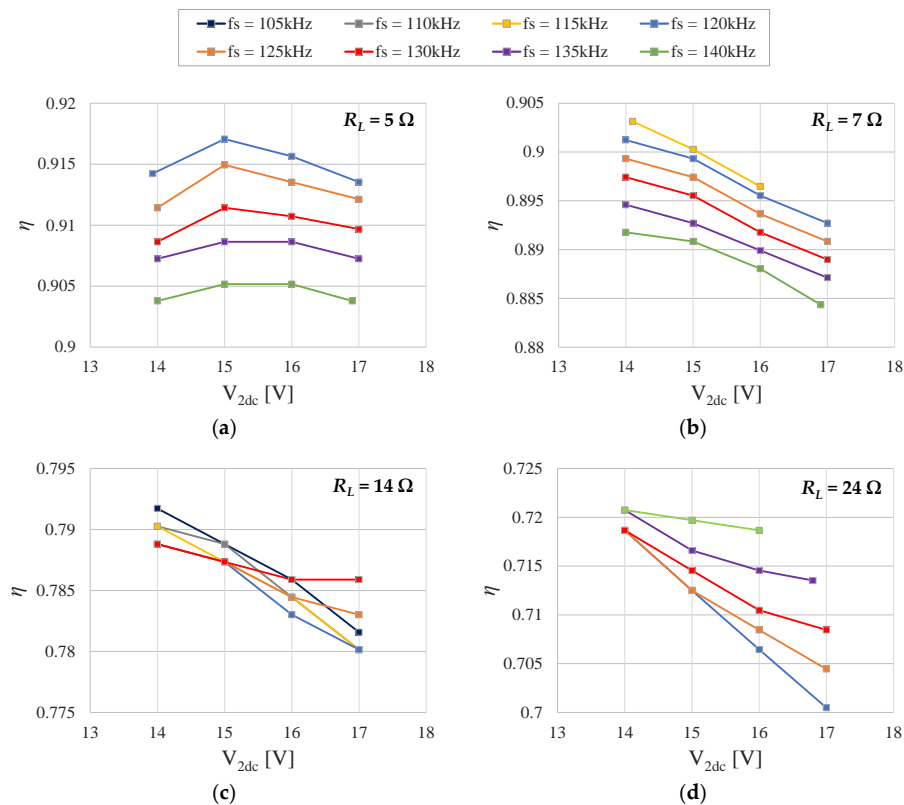 fs = 105kHz fs = 110kHz fs = 115kHz fs = 120kHz
fs = 125kHz fs = 130kHz fs = 135kHz fs = 140kHz
R_L = 5 Ω
0.92
0.915
0.91
0.905
0.9
η
13 14 15 16 17 18
V_2dc [V]
(a)
R_L = 7 Ω
0.905
0.9
0.895
0.89
0.885
0.88
η
13 14 15 16 17 18
V_2dc [V]
(b)
R_L = 14 Ω
0.795
0.79
0.785
0.78
0.775
η
13 14 15 16 17 18
V_2dc [V]
(c)
R_L = 24 Ω
0.725
0.72
0.715
0.71
0.705
0.7
η
13 14 15 16 17 18
V_2dc [V]
(d)